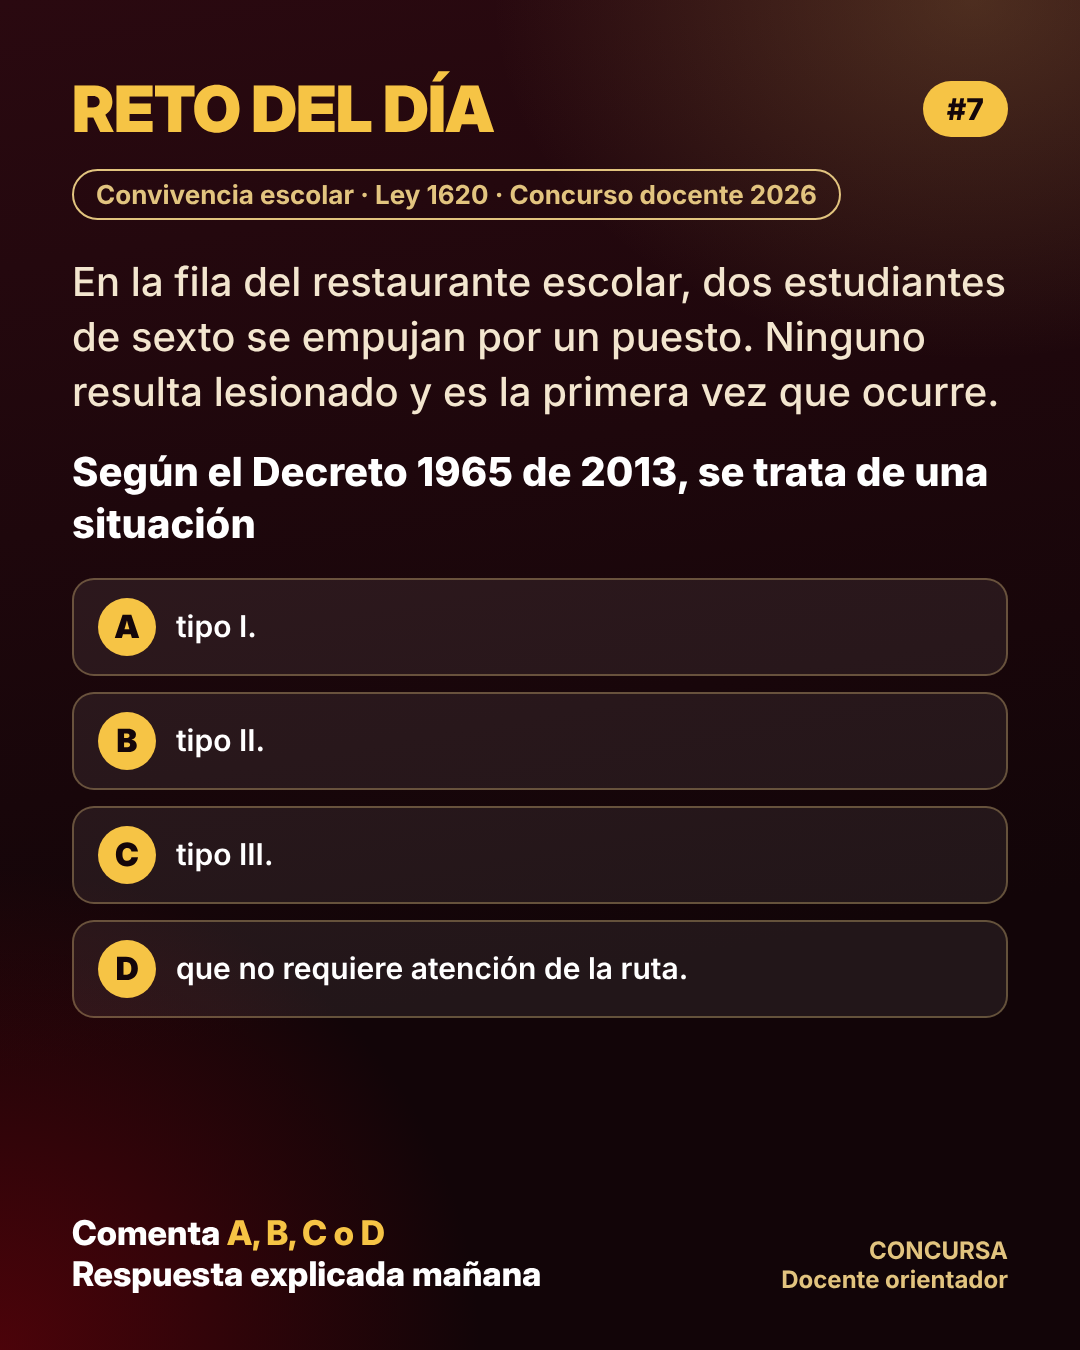 RETO DEL DÍA
#7
Convivencia escolar · Ley 1620 · Concurso docente 2026
En la fila del restaurante escolar, dos estudiantes
de sexto se empujan por un puesto. Ninguno
resulta lesionado y es la primera vez que ocurre.
Según el Decreto 1965 de 2013, se trata de una
situación
A tipo I.
B tipo II.
C tipo III.
D que no requiere atención de la ruta.
Comenta A, B, C o D
Respuesta explicada mañana
CONCURSA
Docente orientador